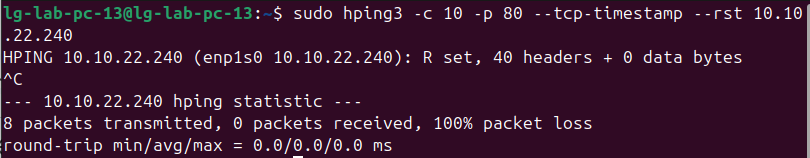 lg-lab-pc-13@lg-lab-pc-13:~$ sudo hping3 -c 10 -p 80 --tcp-timestamp --rst 10.10
.22.240
HPING 10.10.22.240 (enp1s0 10.10.22.240): R set, 40 headers + 0 data bytes
^C
--- 10.10.22.240 hping statistic ---
8 packets transmitted, 0 packets received, 100% packet loss
round-trip min/avg/max = 0.0/0.0/0.0 ms